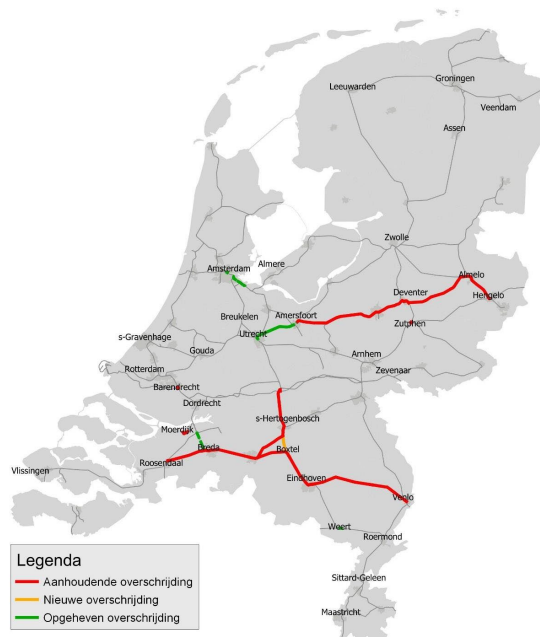 Groningen
Leeuwarden
Veendam
Assen
Zwolle
Almere
Amsterdam
Almelo
Deventer
Hengelo
Breukelen
Amersfoort
Zutphen
Utrecht
s-Gravenhage
Gouda
Arnhem
Zevenaar
Rotterdam
Barendrecht
Dordrecht
s-Hertogenbosch
Moerdijk
Breda
Boxtel
Roosendaal
Vlissingen
Eindhoven
Venlo
Weert
Roermond
Legenda
Aanhoudende overschrijding
Nieuwe overschrijding
Opgeheven overschrijding
Sittard-Geleen
Maastricht